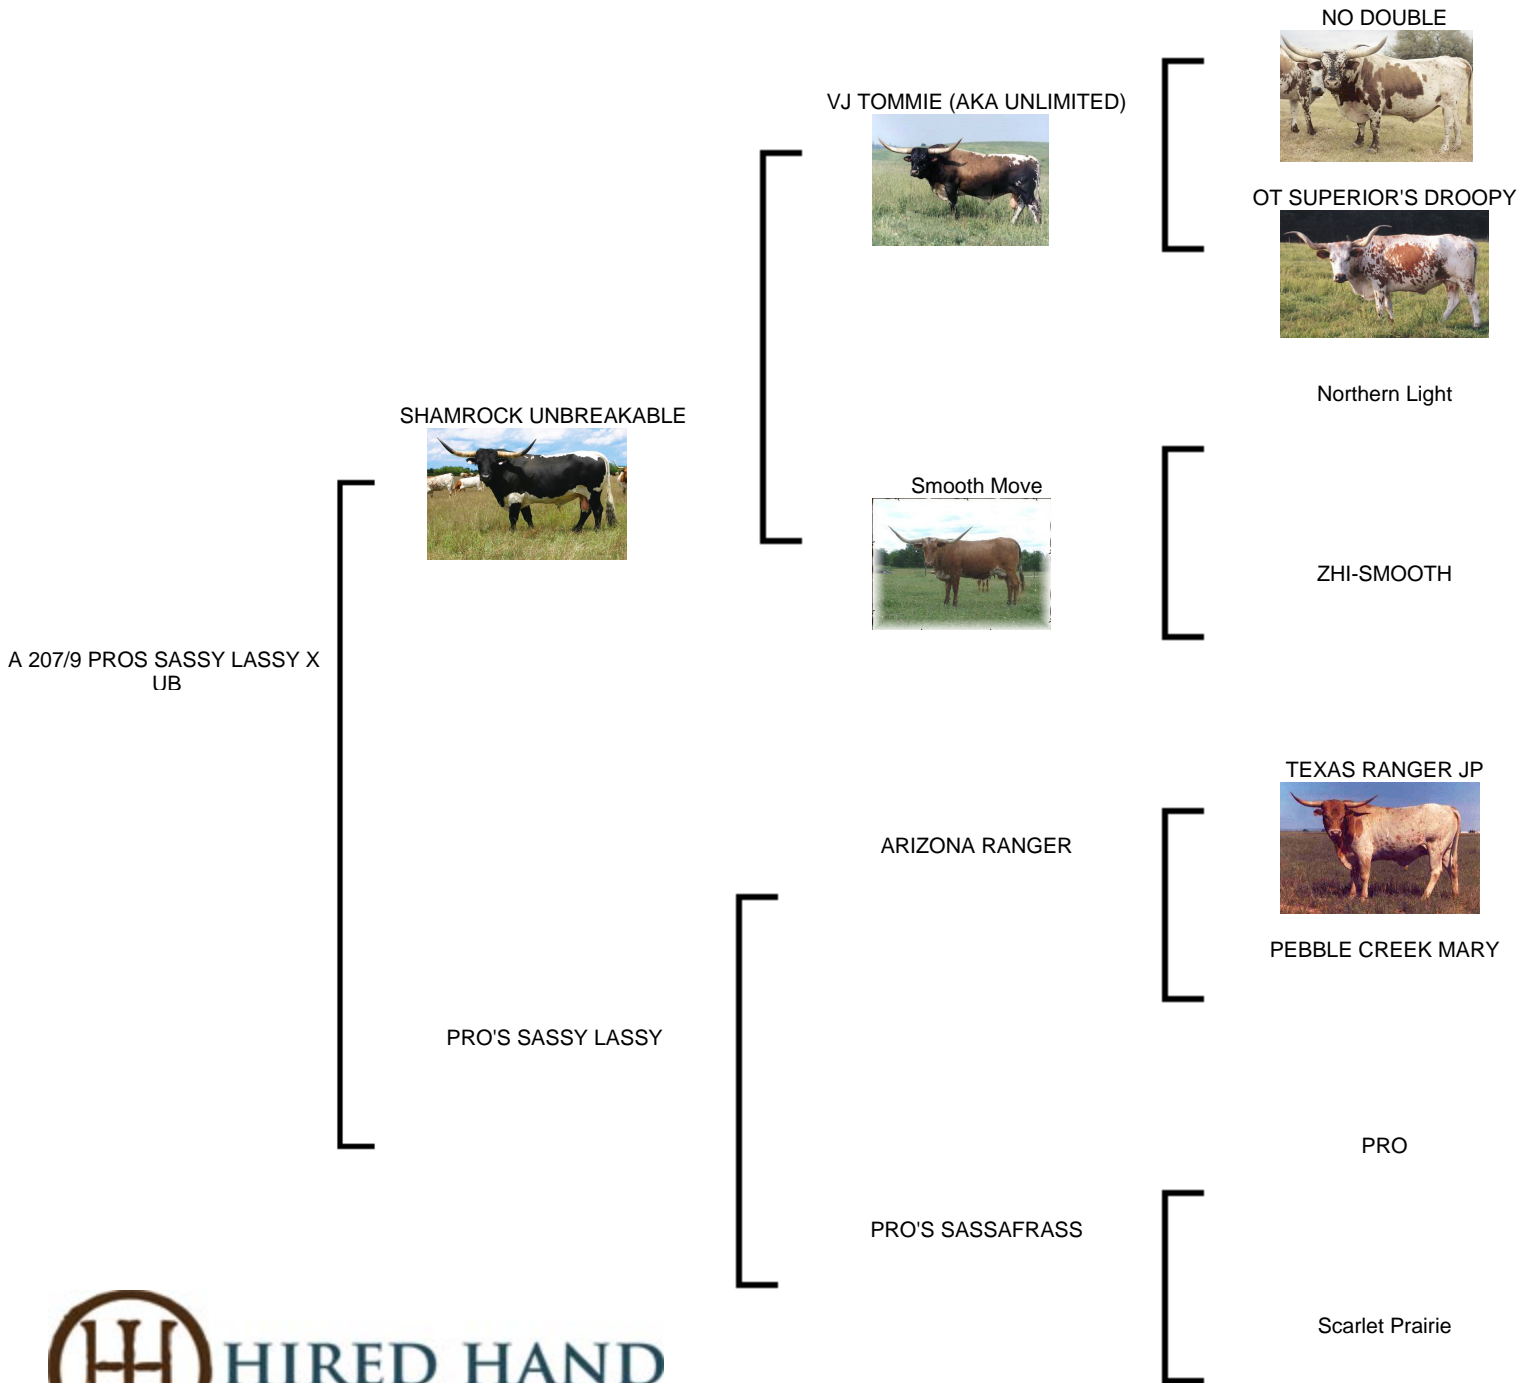 NO DOUBLE
VJ TOMMIE (AKA UNLIMITED)
OT SUPERIOR'S DROOPY
Northern Light
SHAMROCK UNBREAKABLE
Smooth Move
ZHI-SMOOTH
A 207/9 PROS SASSY LASSY X
UB
TEXAS RANGER JP
ARIZONA RANGER
PEBBLE CREEK MARY
PRO'S SASSY LASSY
PRO
PRO'S SASSAFRASS
Scarlet Prairie
HIRED HAND